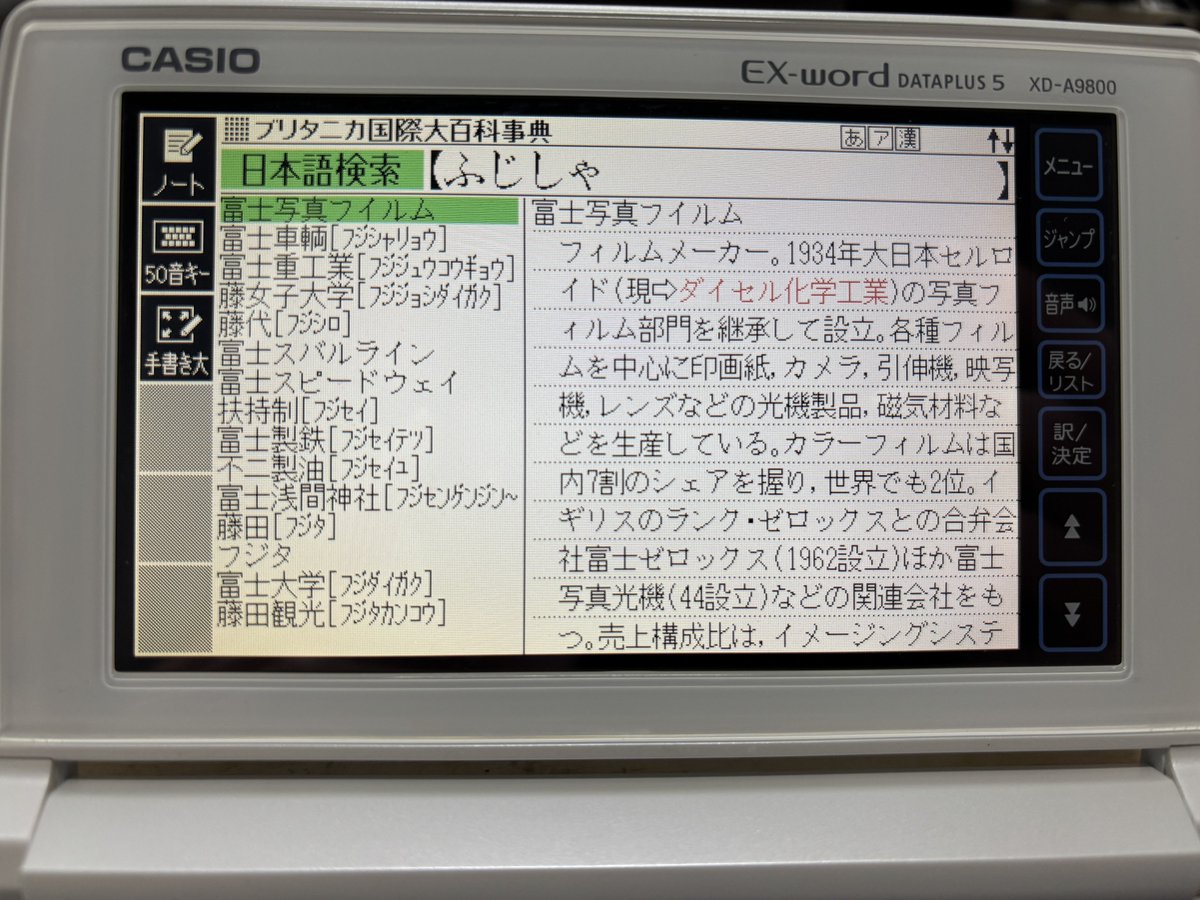 CASIO
EX-word DATAPLUS 5 XD-A9800
ブリタニカ国際大百科事典
あ ア 漢 ↑↓
日本語検索【ふじしゃ 】
ノート
50音キー
手書き大
富士写真フイルム
富士車輌[フジシャリョウ]
富士重工業[フジジュウコウギョウ]
藤女子大学[フジジョシダイガク]
藤代[フジシロ]
富士スバルライン
富士スピードウェイ
扶持制[フジセイ]
富士製鉄[フジセイテツ]
不二製油[フジセイユ]
富士浅間神社[フジセンゲンジン~
藤田[フジタ]
フジタ
富士大学[フジダイガク]
藤田観光[フジタカンコウ]
富士写真フイルム
フィルムメーカー。1934年大日本セルロ
イド(現⇨ダイセル化学工業)の写真フ
ィルム部門を継承して設立。各種フィル
ムを中心に印画紙,カメラ,引伸機,映写
機,レンズなどの光機製品,磁気材料な
どを生産している。カラーフィルムは国
内7割のシェアを握り,世界でも2位。イ
ギリスのランク・ゼロックスとの合弁会
社富士ゼロックス(1962設立)ほか富士
写真光機(44設立)などの関連会社をも
つ。売上構成比は,イメージングシステ
メニュー
ジャンプ
音声
戻る/
リスト
訳/
決定